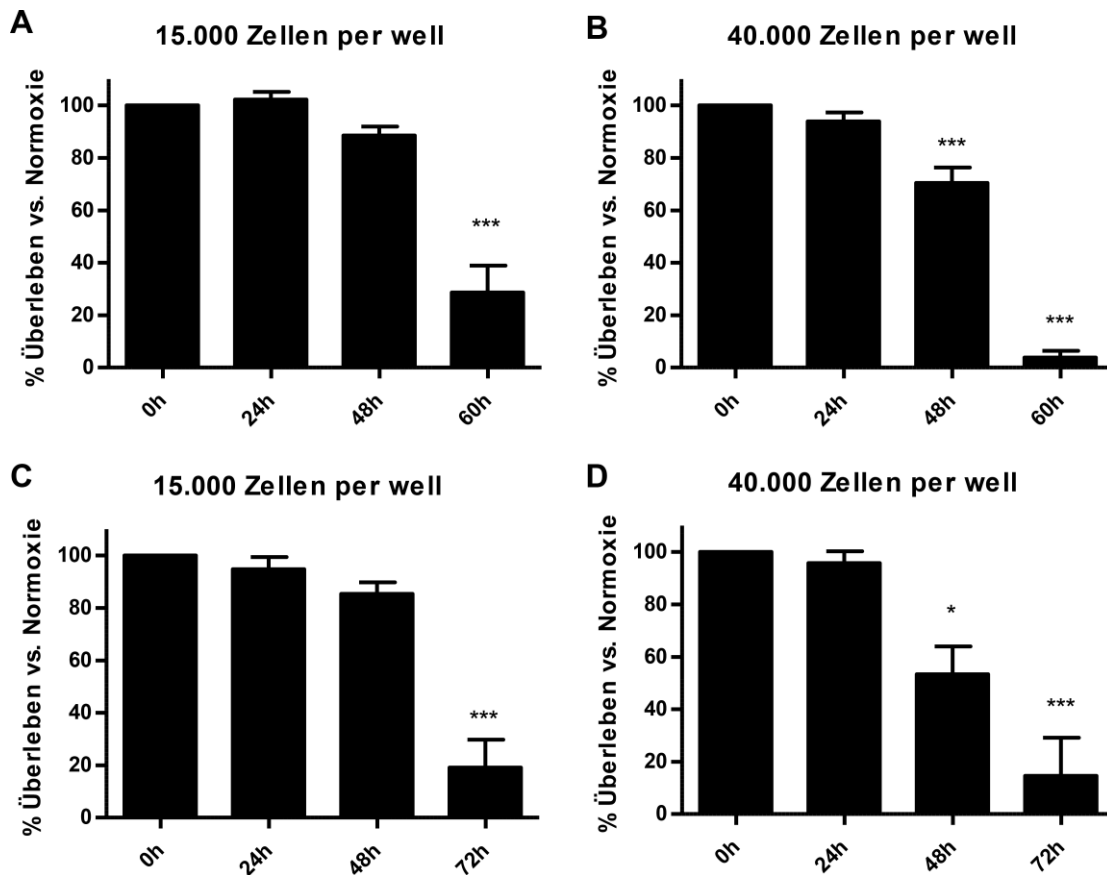 A
15.000 Zellen per well
% Überleben vs. Normoxie
100
80
60
40
20
0
***
0h
24h
48h
60h
B
40.000 Zellen per well
% Überleben vs. Normoxie
100
80
60
40
20
0
***
***
0h
24h
48h
60h
C
15.000 Zellen per well
% Überleben vs. Normoxie
100
80
60
40
20
0
***
0h
24h
48h
72h
D
40.000 Zellen per well
% Überleben vs. Normoxie
100
80
60
40
20
0
*
***
0h
24h
48h
72h